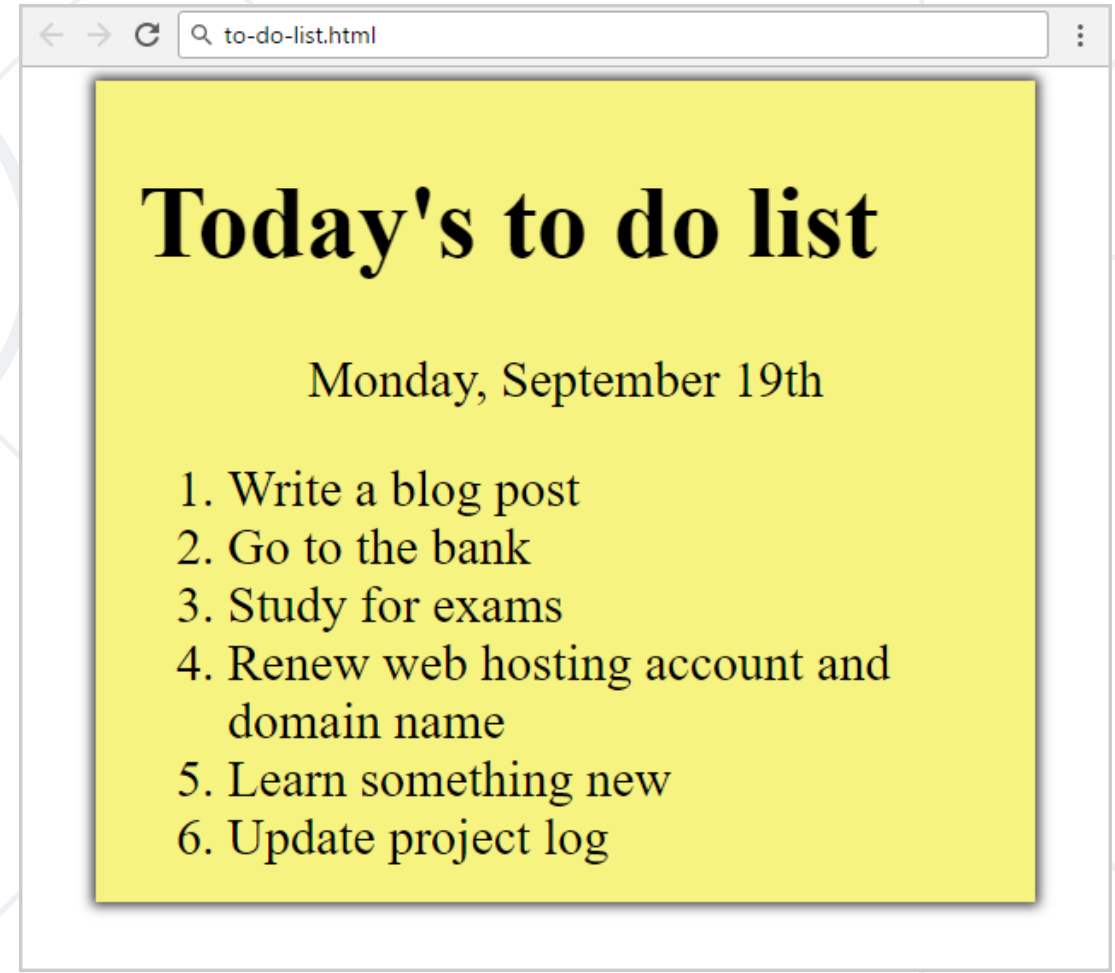 to-do-list.html
Today's to do list
Monday, September 19th
1. Write a blog post
2. Go to the bank
3. Study for exams
4. Renew web hosting account and
domain name
5. Learn something new
6. Update project log